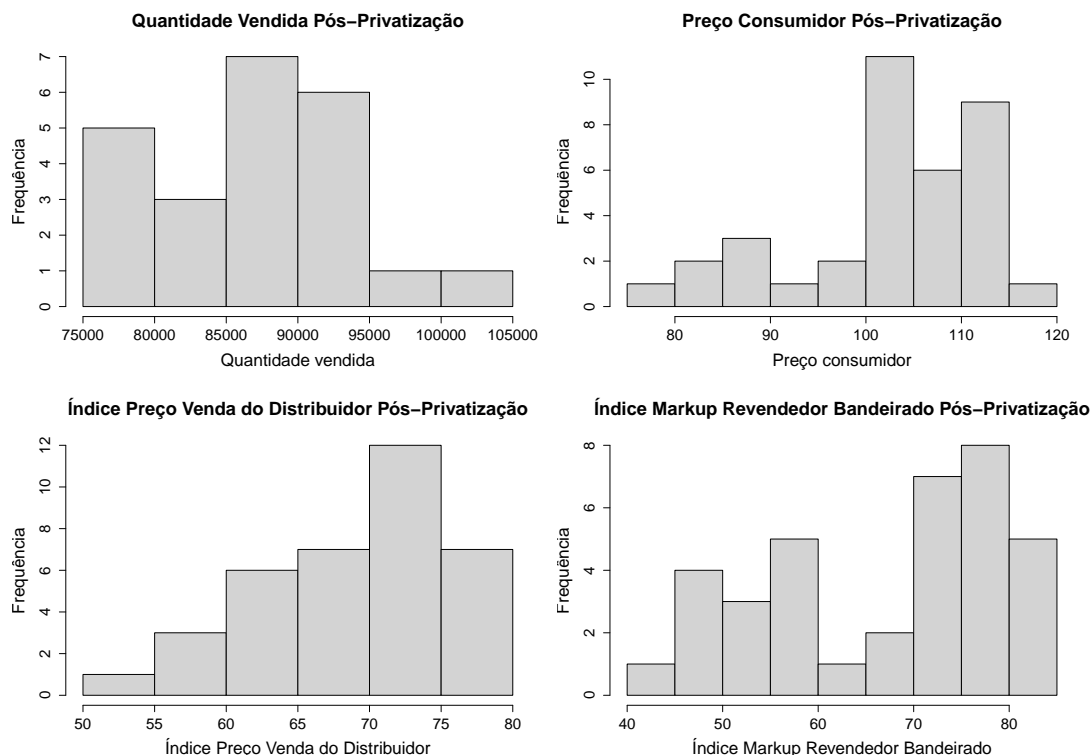 Quantidade Vendida Pós−Privatização
Frequência
0 1 2 3 4 5 6 7
75000 80000 85000 90000 95000 100000 105000
Quantidade vendida
Preço Consumidor Pós−Privatização
Frequência
0 2 4 6 8 10
80 90 100 110 120
Preço consumidor
Índice Preço Venda do Distribuidor Pós−Privatização
Frequência
0 2 4 6 8 10 12
50 55 60 65 70 75 80
Índice Preço Venda do Distribuidor
Índice Markup Revendedor Bandeirado Pós−Privatização
Frequência
0 2 4 6 8
40 50 60 70 80
Índice Markup Revendedor Bandeirado